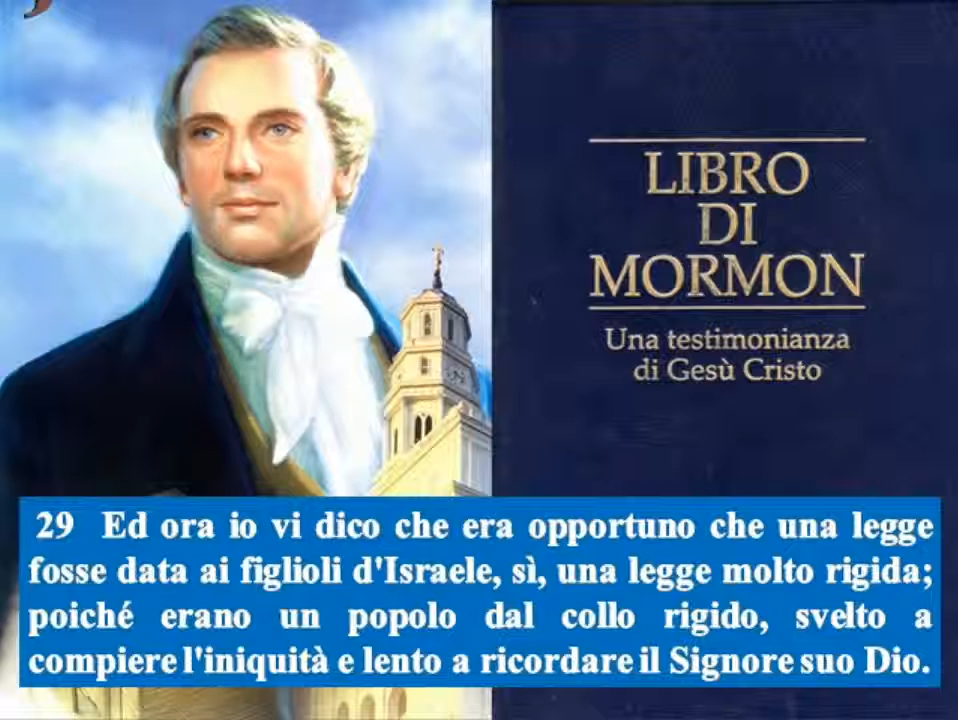 LIBRO
DI
MORMON
Una testimonianza
di Gesù Cristo
29 Ed ora io vi dico che era opportuno che una legge
fosse data ai figlioli d'Israele, sì, una legge molto rigida;
poiché erano un popolo dal collo rigido, svelto a
compiere l'iniquità e lento a ricordare il Signore suo Dio.